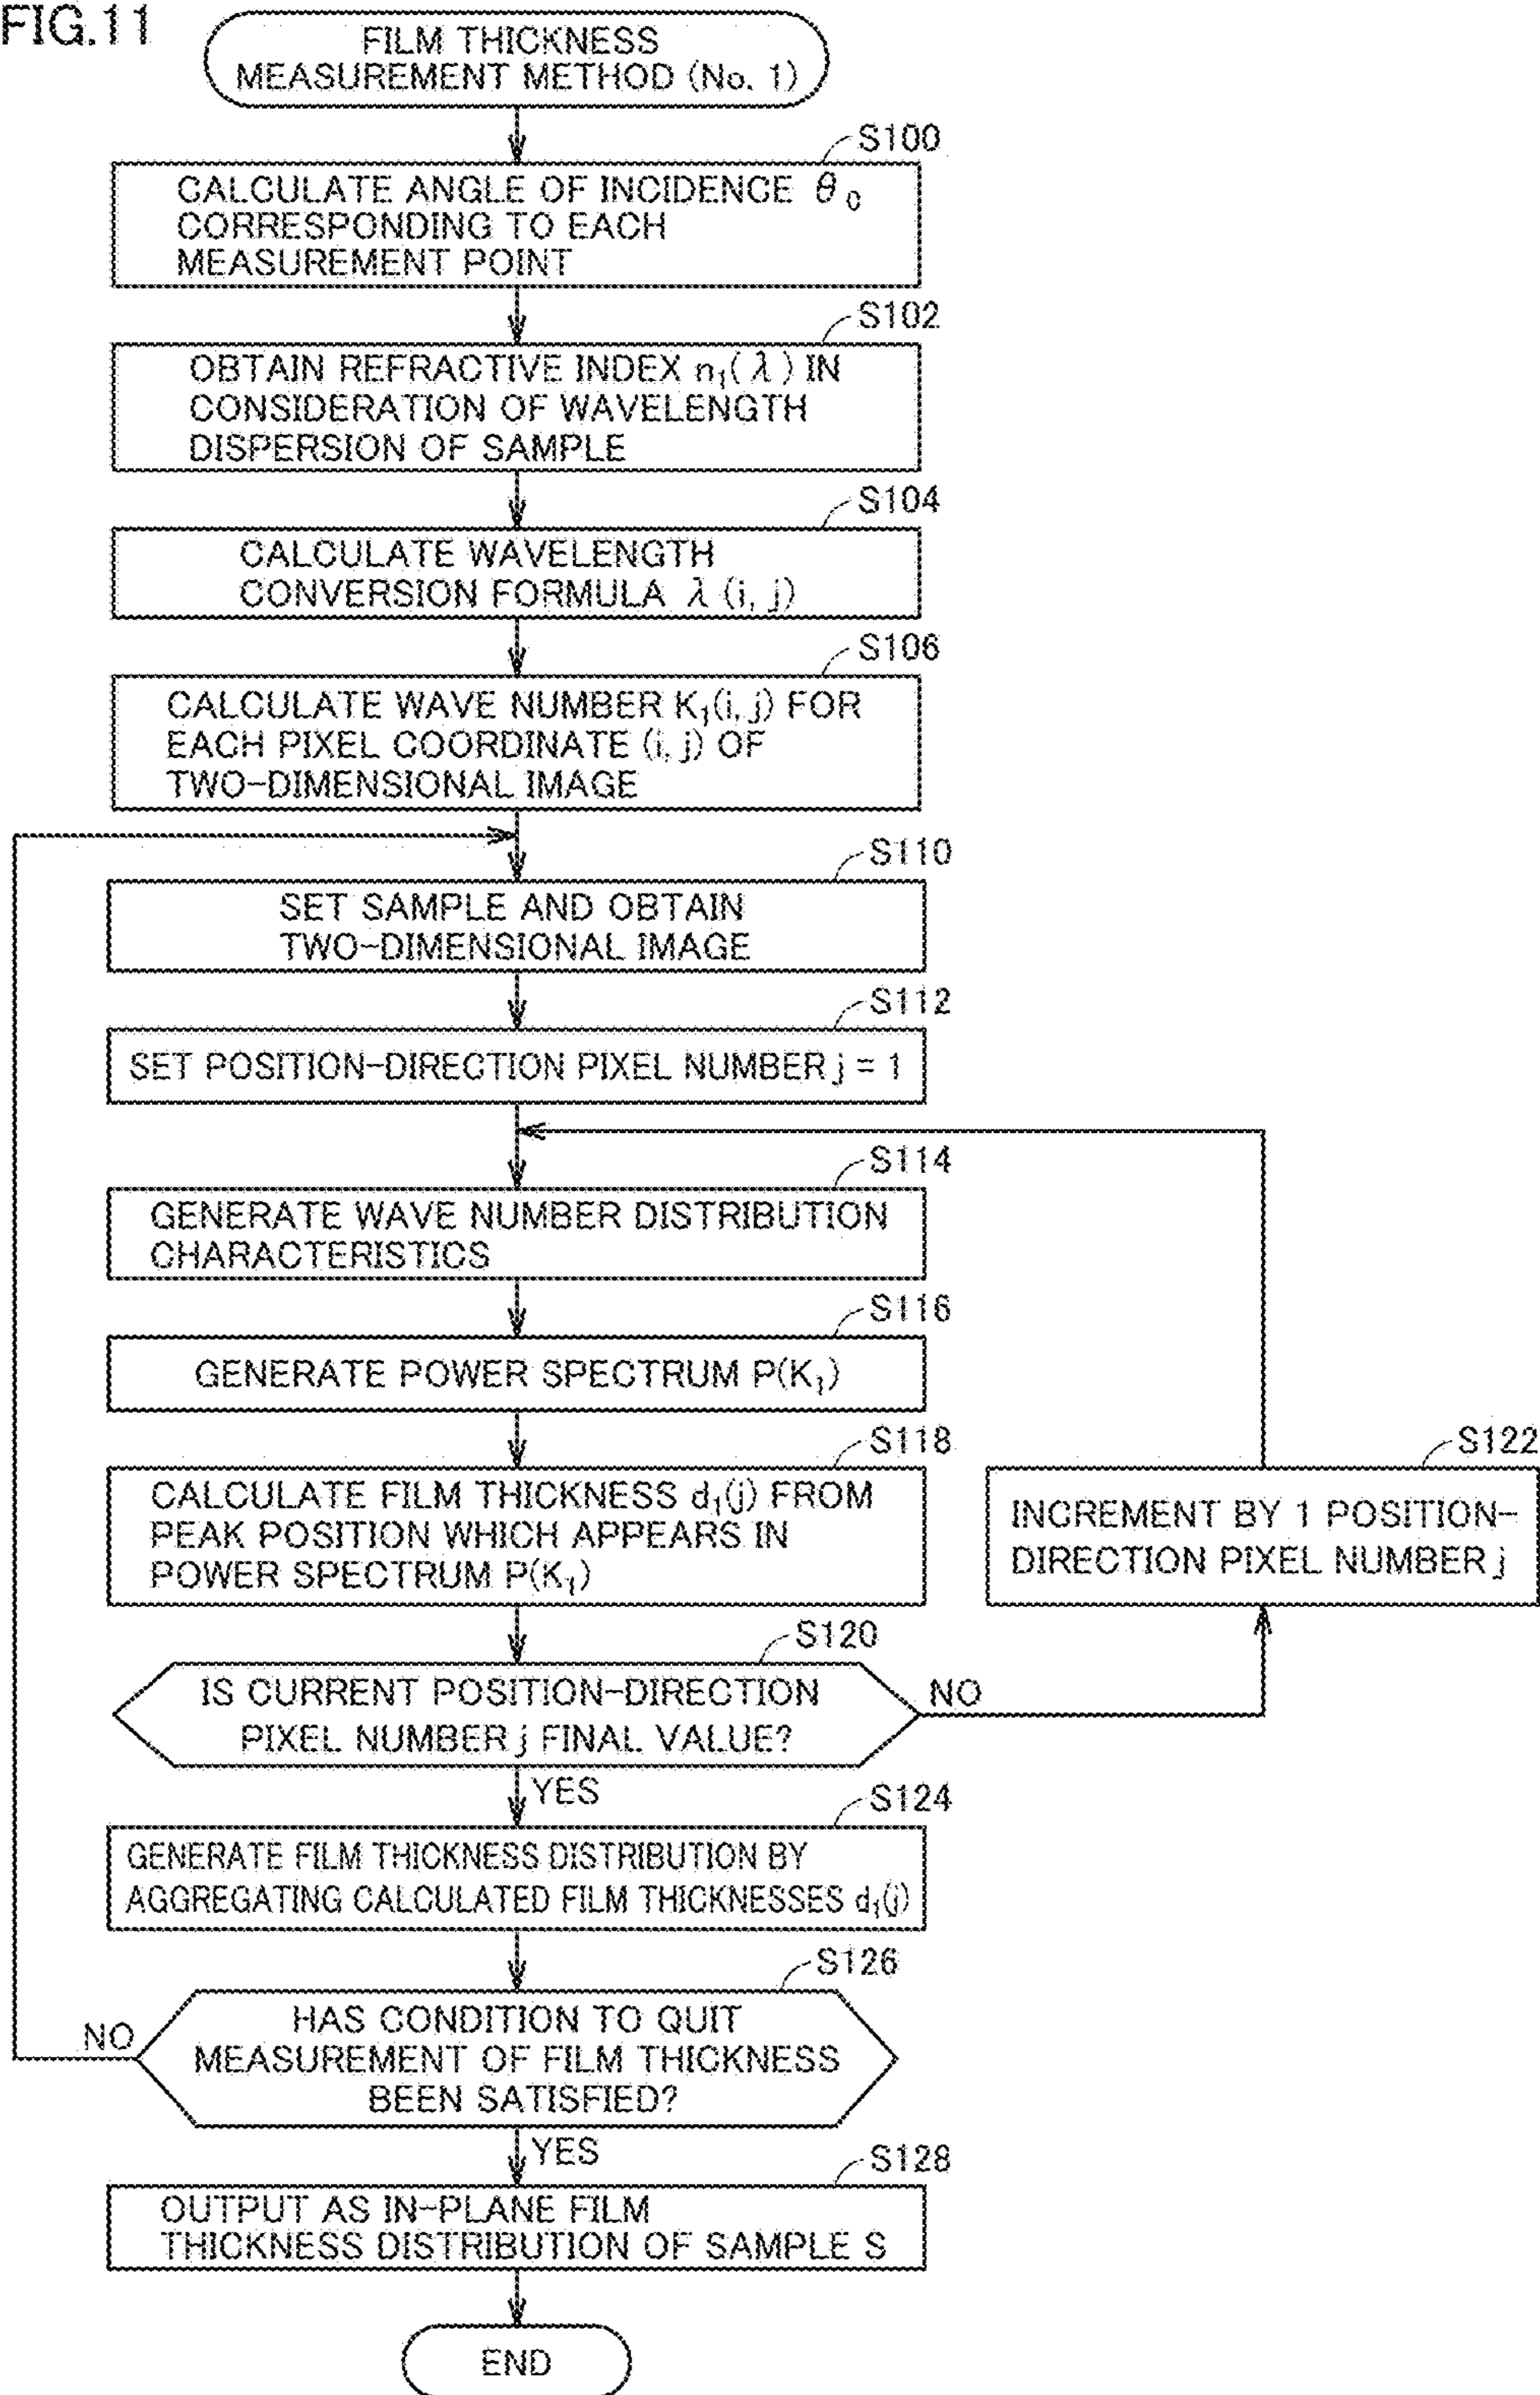 FIG.11
FILM THICKNESS
MEASUREMENT METHOD (No. 1)
S100
CALCULATE ANGLE OF INCIDENCE θ₀
CORRESPONDING TO EACH
MEASUREMENT POINT
S102
OBTAIN REFRACTIVE INDEX n₁(λ) IN
CONSIDERATION OF WAVELENGTH
DISPERSION OF SAMPLE
S104
CALCULATE WAVELENGTH
CONVERSION FORMULA λ (i, j)
S106
CALCULATE WAVE NUMBER K₁(i, j) FOR
EACH PIXEL COORDINATE (i, j) OF
TWO-DIMENSIONAL IMAGE
S110
SET SAMPLE AND OBTAIN
TWO-DIMENSIONAL IMAGE
S112
SET POSITION-DIRECTION PIXEL NUMBER j = 1
S114
GENERATE WAVE NUMBER DISTRIBUTION
CHARACTERISTICS
S116
GENERATE POWER SPECTRUM P(K₁)
S118
CALCULATE FILM THICKNESS d₁(j) FROM
PEAK POSITION WHICH APPEARS IN
POWER SPECTRUM P(K₁)
S122
INCREMENT BY 1 POSITION-
DIRECTION PIXEL NUMBER j
S120
IS CURRENT POSITION-DIRECTION
PIXEL NUMBER j FINAL VALUE?
NO
YES
S124
GENERATE FILM THICKNESS DISTRIBUTION BY
AGGREGATING CALCULATED FILM THICKNESSES d₁(j)
S126
HAS CONDITION TO QUIT
MEASUREMENT OF FILM THICKNESS
BEEN SATISFIED?
NO
YES
S128
OUTPUT AS IN-PLANE FILM
THICKNESS DISTRIBUTION OF SAMPLE S
END